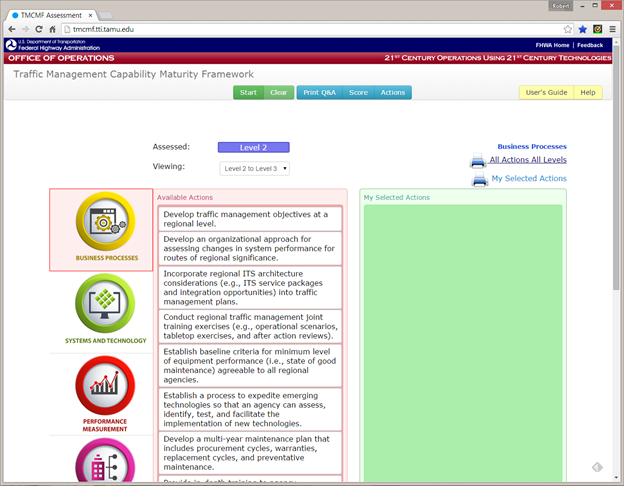 Robert
TMCMF Assessment
tmcmf.tti.tamu.edu
U.S. Department of Transportation
Federal Highway Administration
FHWA Home | Feedback
OFFICE OF OPERATIONS
21ST CENTURY OPERATIONS USING 21ST CENTURY TECHNOLOGIES
Traffic Management Capability Maturity Framework
Start Clear Print Q&A Score Actions User's Guide Help
Assessed: Level 2
Business Processes
All Actions All Levels
Viewing: Level 2 to Level 3
My Selected Actions
BUSINESS PROCESSES
SYSTEMS AND TECHNOLOGY
PERFORMANCE
MEASUREMENT
Available Actions
Develop traffic management objectives at a
regional level.
Develop an organizational approach for
assessing changes in system performance for
routes of regional significance.
Incorporate regional ITS architecture
considerations (e.g., ITS service packages
and integration opportunities) into traffic
management plans.
Conduct regional traffic management joint
training exercises (e.g., operational scenarios,
tabletop exercises, and after action reviews).
Establish baseline criteria for minimum level
of equipment performance (i.e., state of good
maintenance) agreeable to all regional
agencies.
Establish a process to expedite emerging
technologies so that an agency can assess,
identify, test, and facilitate the
implementation of new technologies.
Develop a multi-year maintenance plan that
includes procurement cycles, warranties,
replacement cycles, and preventative
maintenance.
Provide in-depth training to agency
My Selected Actions